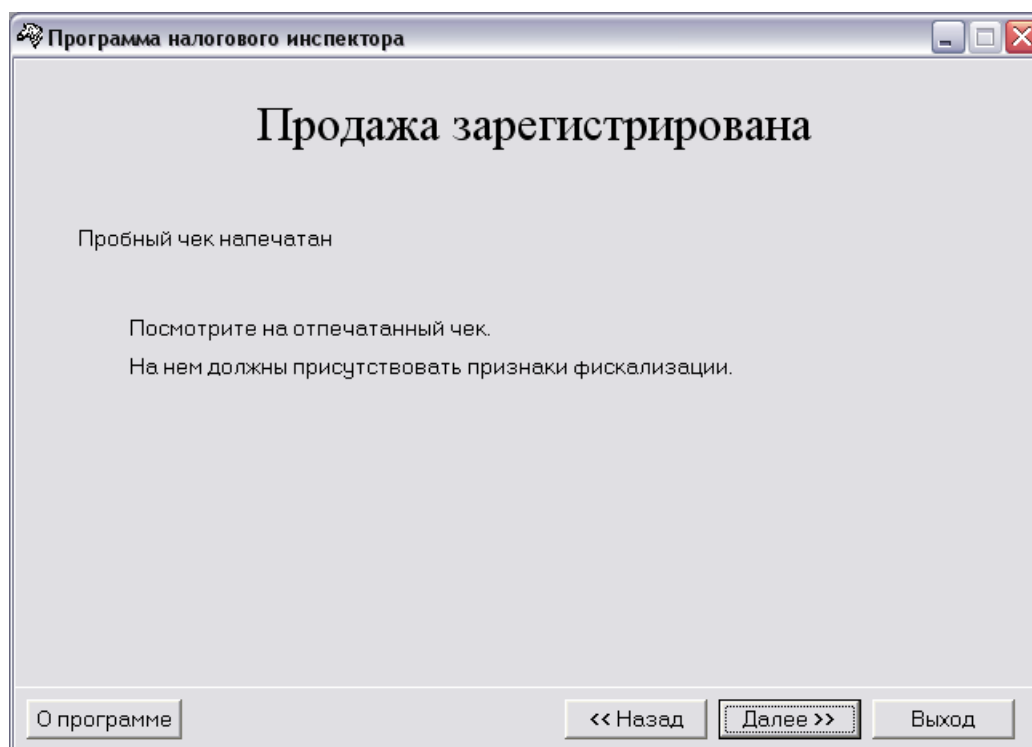 Программа налогового инспектора
Продажа зарегистрирована
Пробный чек напечатан
Посмотрите на отпечатанный чек.
На нем должны присутствовать признаки фискализации.
О программе
<< Назад
Далее >>
Выход